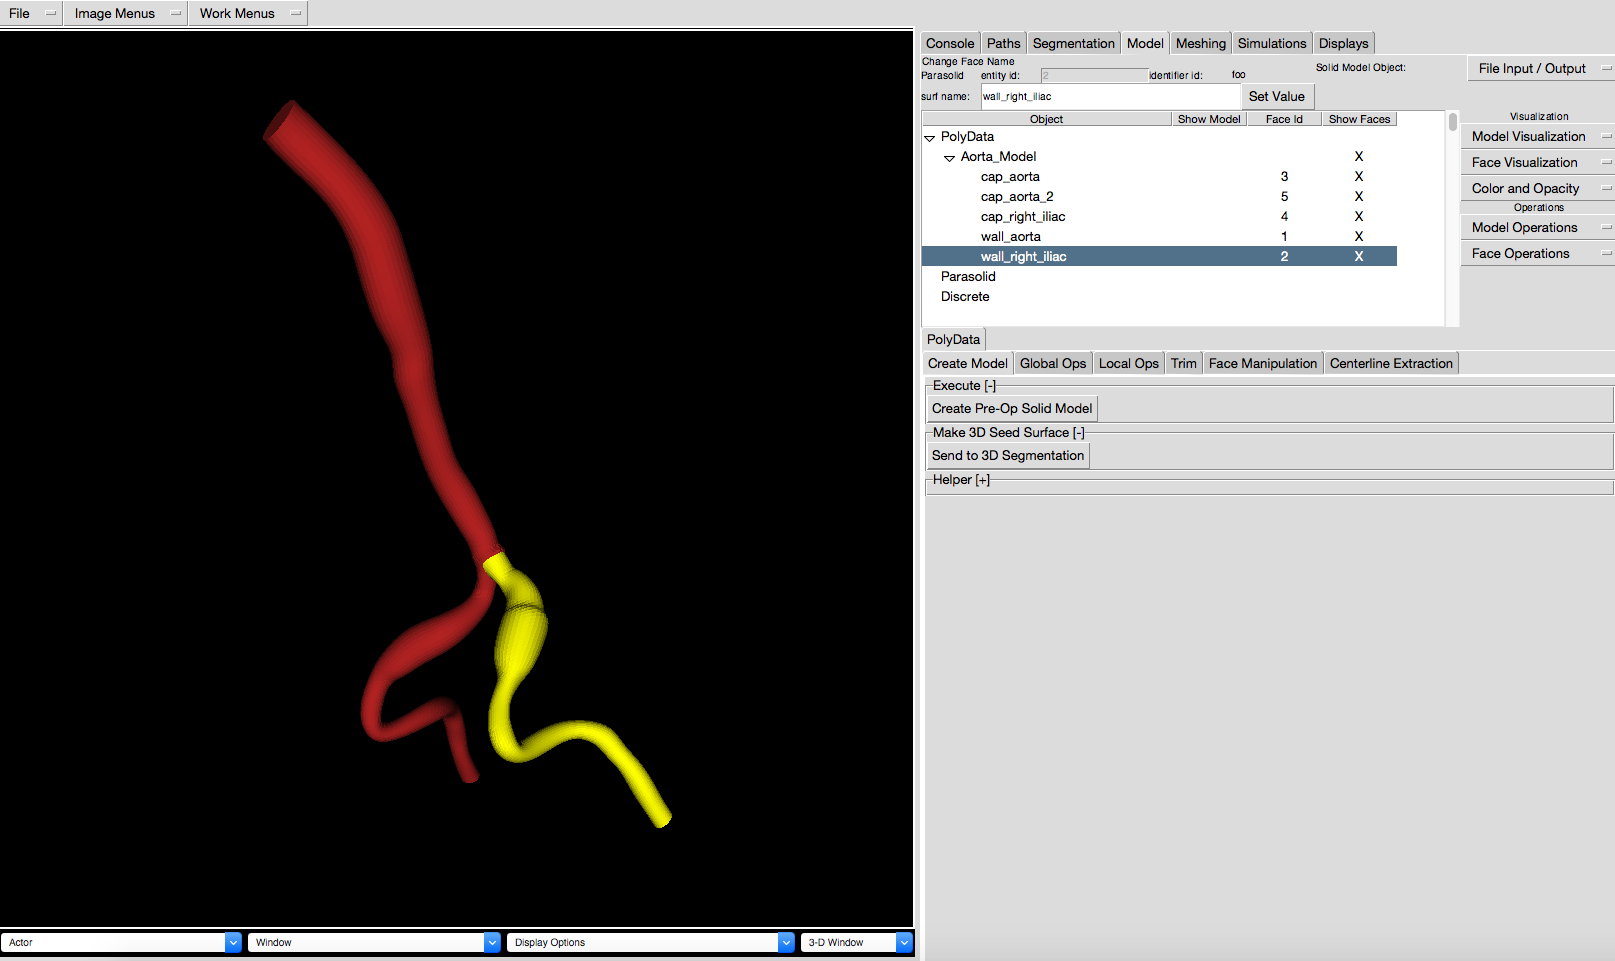 File Image Menus Work Menus
Console Paths Segmentation Model Meshing Simulations Displays
Change Face Name
Parasolid entity id: 2 identifier id: foo Solid Model Object: File Input / Output
surf name: wall_right_iliac Set Value
Object Show Model Face Id Show Faces
Visualization
PolyData
Model Visualization
Aorta_Model X
Face Visualization
cap_aorta 3 X
Color and Opacity
cap_aorta_2 5 X
Operations
cap_right_iliac 4 X
Model Operations
wall_aorta 1 X
Face Operations
wall_right_iliac 2 X
Parasolid
Discrete
PolyData
Create Model Global Ops Local Ops Trim Face Manipulation Centerline Extraction
Execute [-]
Create Pre-Op Solid Model
Make 3D Seed Surface [-]
Send to 3D Segmentation
Helper [+]
Actor Window Display Options 3-D Window